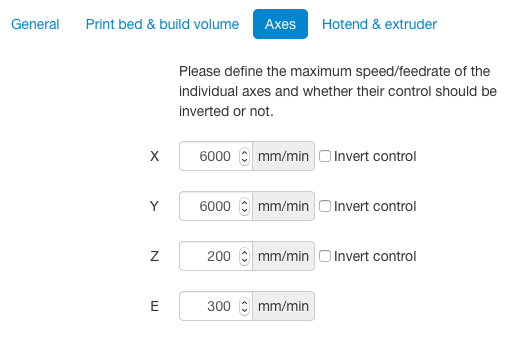 General Print bed & build volume Axes Hotend & extruder
Please define the maximum speed/feedrate of the
individual axes and whether their control should be
inverted or not.
X 6000 mm/min Invert control
Y 6000 mm/min Invert control
Z 200 mm/min Invert control
E 300 mm/min